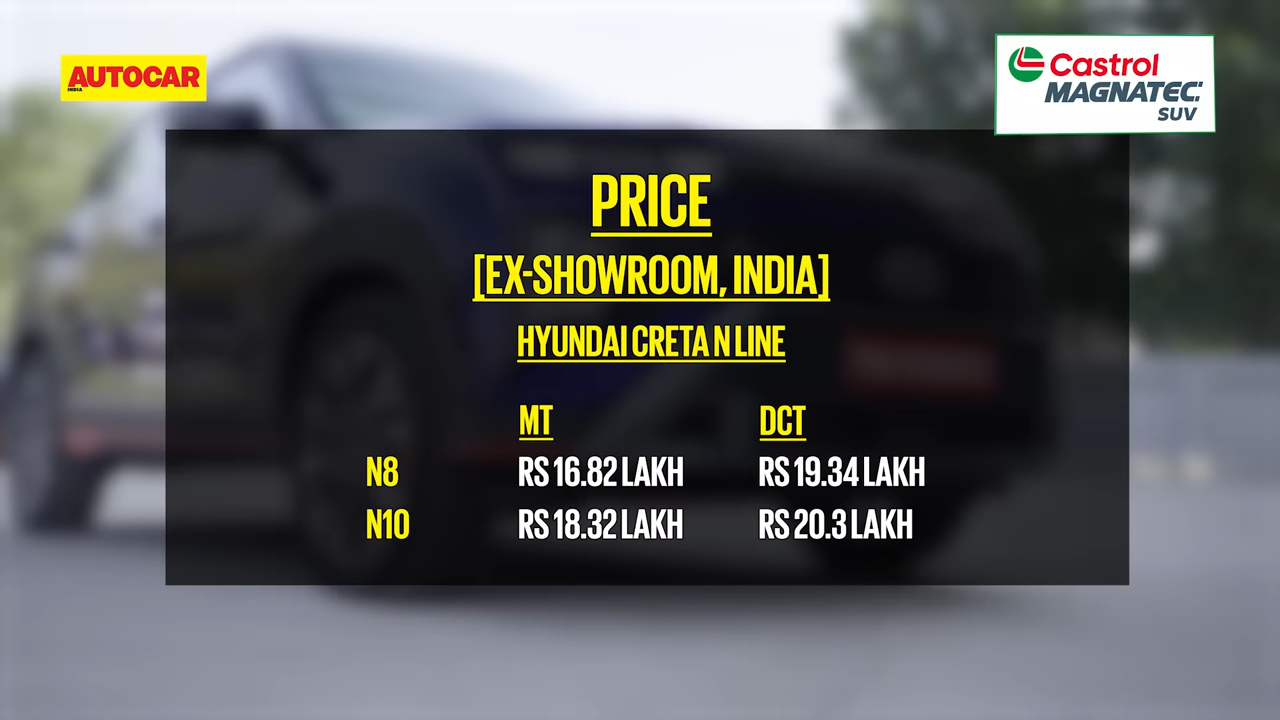 AUTOCAR
INDIA
Castrol
MAGNATEC
SUV
PRICE
[EX-SHOWROOM, INDIA]
HYUNDAI CRETA N LINE
MT DCT
N8 RS 16.82 LAKH RS 19.34 LAKH
N10 RS 18.32 LAKH RS 20.3 LAKH